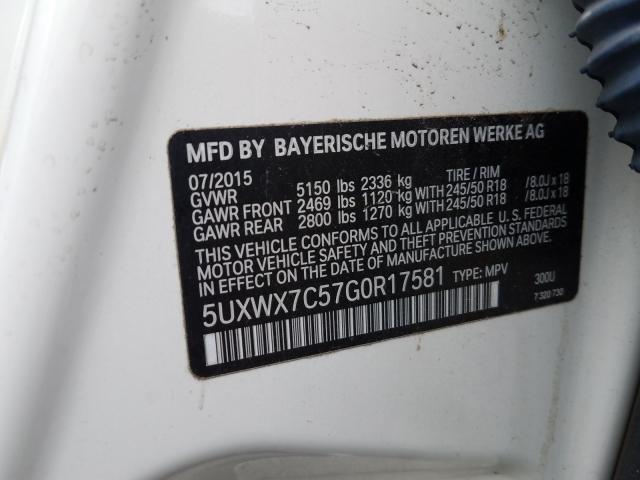 MFD BY BAYERISCHE MOTOREN WERKE AG
07/2015 TIRE / RIM
GVWR 5150 lbs 2336 kg
GAWR FRONT 2469 lbs 1120 kg WITH 245/50 R18 /8.0J x 18
GAWR REAR 2800 lbs 1270 kg WITH 245/50 R18 /8.0J x 18
THIS VEHICLE CONFORMS TO ALL APPLICABLE U. S. FEDERAL
MOTOR VEHICLE SAFETY AND THEFT PREVENTION STANDARDS
IN EFFECT ON THE DATE OF MANUFACTURE SHOWN ABOVE.
5UXWX7C57G0R17581 TYPE: MPV 300U
7 320 730